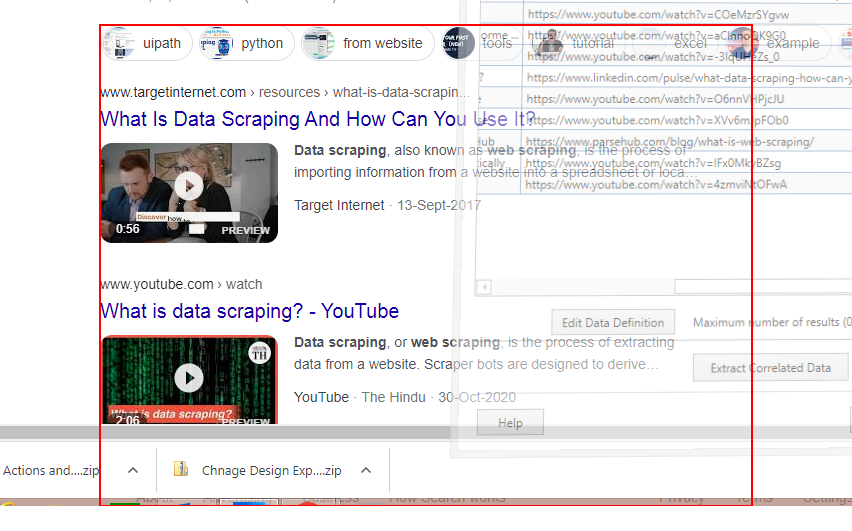 https://www.youtube.com/watch?v=COeMzrSYgvw
uipath
python
from website
tools
tutorial
excel
example
https://www.youtube.com/watch?v=aChnoQK9G0
https://www.youtube.com/watch?v=-3IqUHeZs_0
www.targetinternet.com › resources › what-is-data-scrapin...
https://www.linkedin.com/pulse/what-data-scraping-how-can-y
What Is Data Scraping And How Can You Use It?
https://www.youtube.com/watch?v=O6nnVHPjcJU
https://www.youtube.com/watch?v=XVv6mJpFOb0
https://www.parsehub.com/blog/what-is-web-scraping/
Data scraping, also known as web scraping, is the process of
https://www.youtube.com/watch?v=IFx0MkyBZsg
importing information from a website into a spreadsheet or loca...
https://www.youtube.com/watch?v=4zmviNtOFwA
Target Internet · 13-Sept-2017
Discover how to
0:56
PREVIEW
www.youtube.com › watch
What is data scraping? - YouTube
Edit Data Definition
Maximum number of results (0
Data scraping, or web scraping, is the process of extracting
data from a website. Scraper bots are designed to derive...
Extract Correlated Data
TH
YouTube · The Hindu · 30-Oct-2020
What is data scraping?
2:06
PREVIEW
Help
Actions and....zip
Chnage Design Exp....zip
About
Business
How Search works
Privacy
Terms
Settings